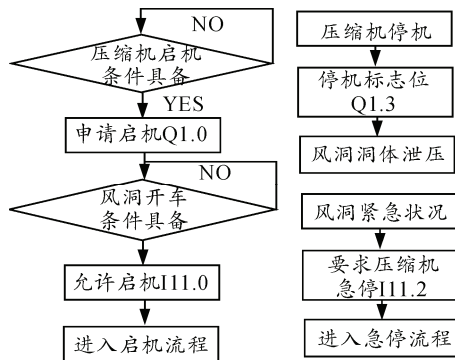 NO
压缩机启机
条件具备
YES
申请启机Q1.0
NO
风洞开车
条件具备
允许启机I11.0
进入启机流程
压缩机停机
停机标志位
Q1.3
风洞洞体泄压
风洞紧急状况
要求压缩机
急停I11.2
进入急停流程